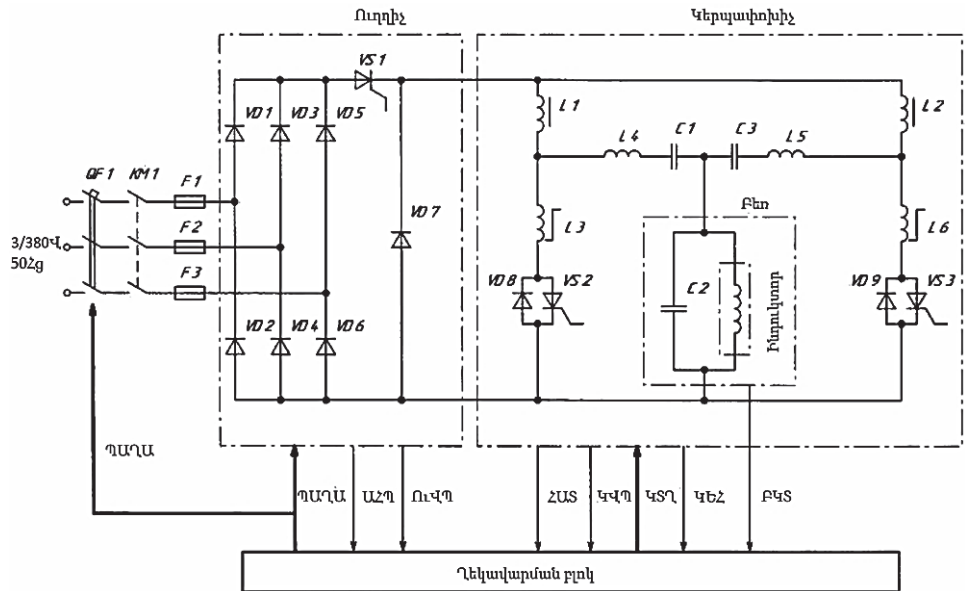 Ուղղիչ
Կերպափոխիչ
VS1
VD1
VD3
VD5
L1
L2
L4
C1
C3
L5
QF1
KM1
F1
VD7
Բեռ
3/380Վ,
50Հց
F2
F3
L3
L6
VD8
VS2
C2
Ինդուկտոր
VD9
VS3
VD2
VD4
VD6
ՊԱՂԱ
ՊԱՂԱ
ԱՀՊ
ՈւՎՊ
ՀԱՏ
ԿՎՊ
ԿՏՂ
ԿԵՀ
ԲԿՏ
Ղեկավարման բլոկ